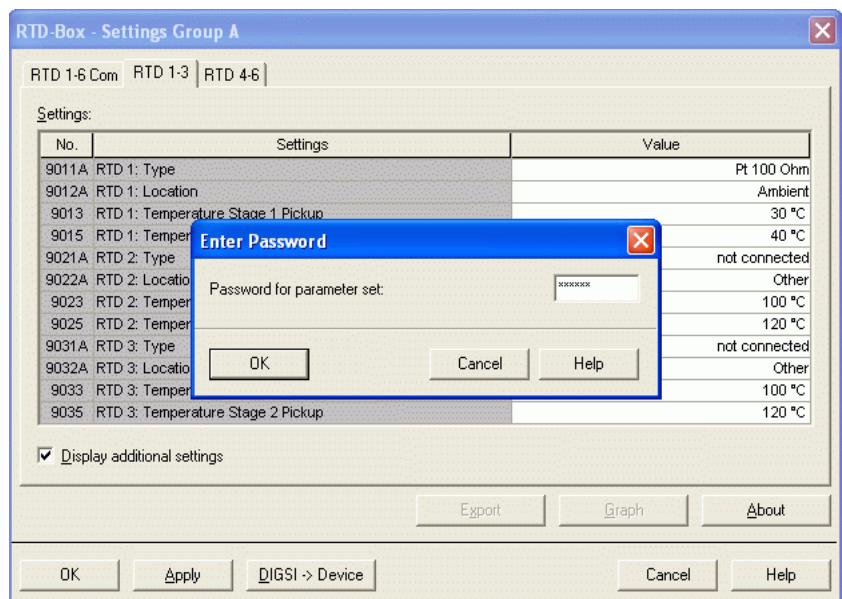 RTD-Box - Settings Group A
RTD 1-6 Com RTD 1-3 RTD 4-6
Settings:
No. Settings Value
9011A RTD 1: Type Pt 100 Ohm
9012A RTD 1: Location Ambient
9013 RTD 1: Temperature Stage 1 Pickup 30 °C
9015 RTD 1: Temper 40 °C
9021A RTD 2: Type not connected
9022A RTD 2: Locatio Other
9023 RTD 2: Temper 100 °C
9025 RTD 2: Temper 120 °C
9031A RTD 3: Type not connected
9032A RTD 3: Locatio Other
9033 RTD 3: Temper 100 °C
9035 RTD 3: Temperature Stage 2 Pickup 120 °C
Enter Password
Password for parameter set: xxxxxx
OK Cancel Help
Display additional settings
Export Graph About
OK Apply DIGSI -> Device Cancel Help